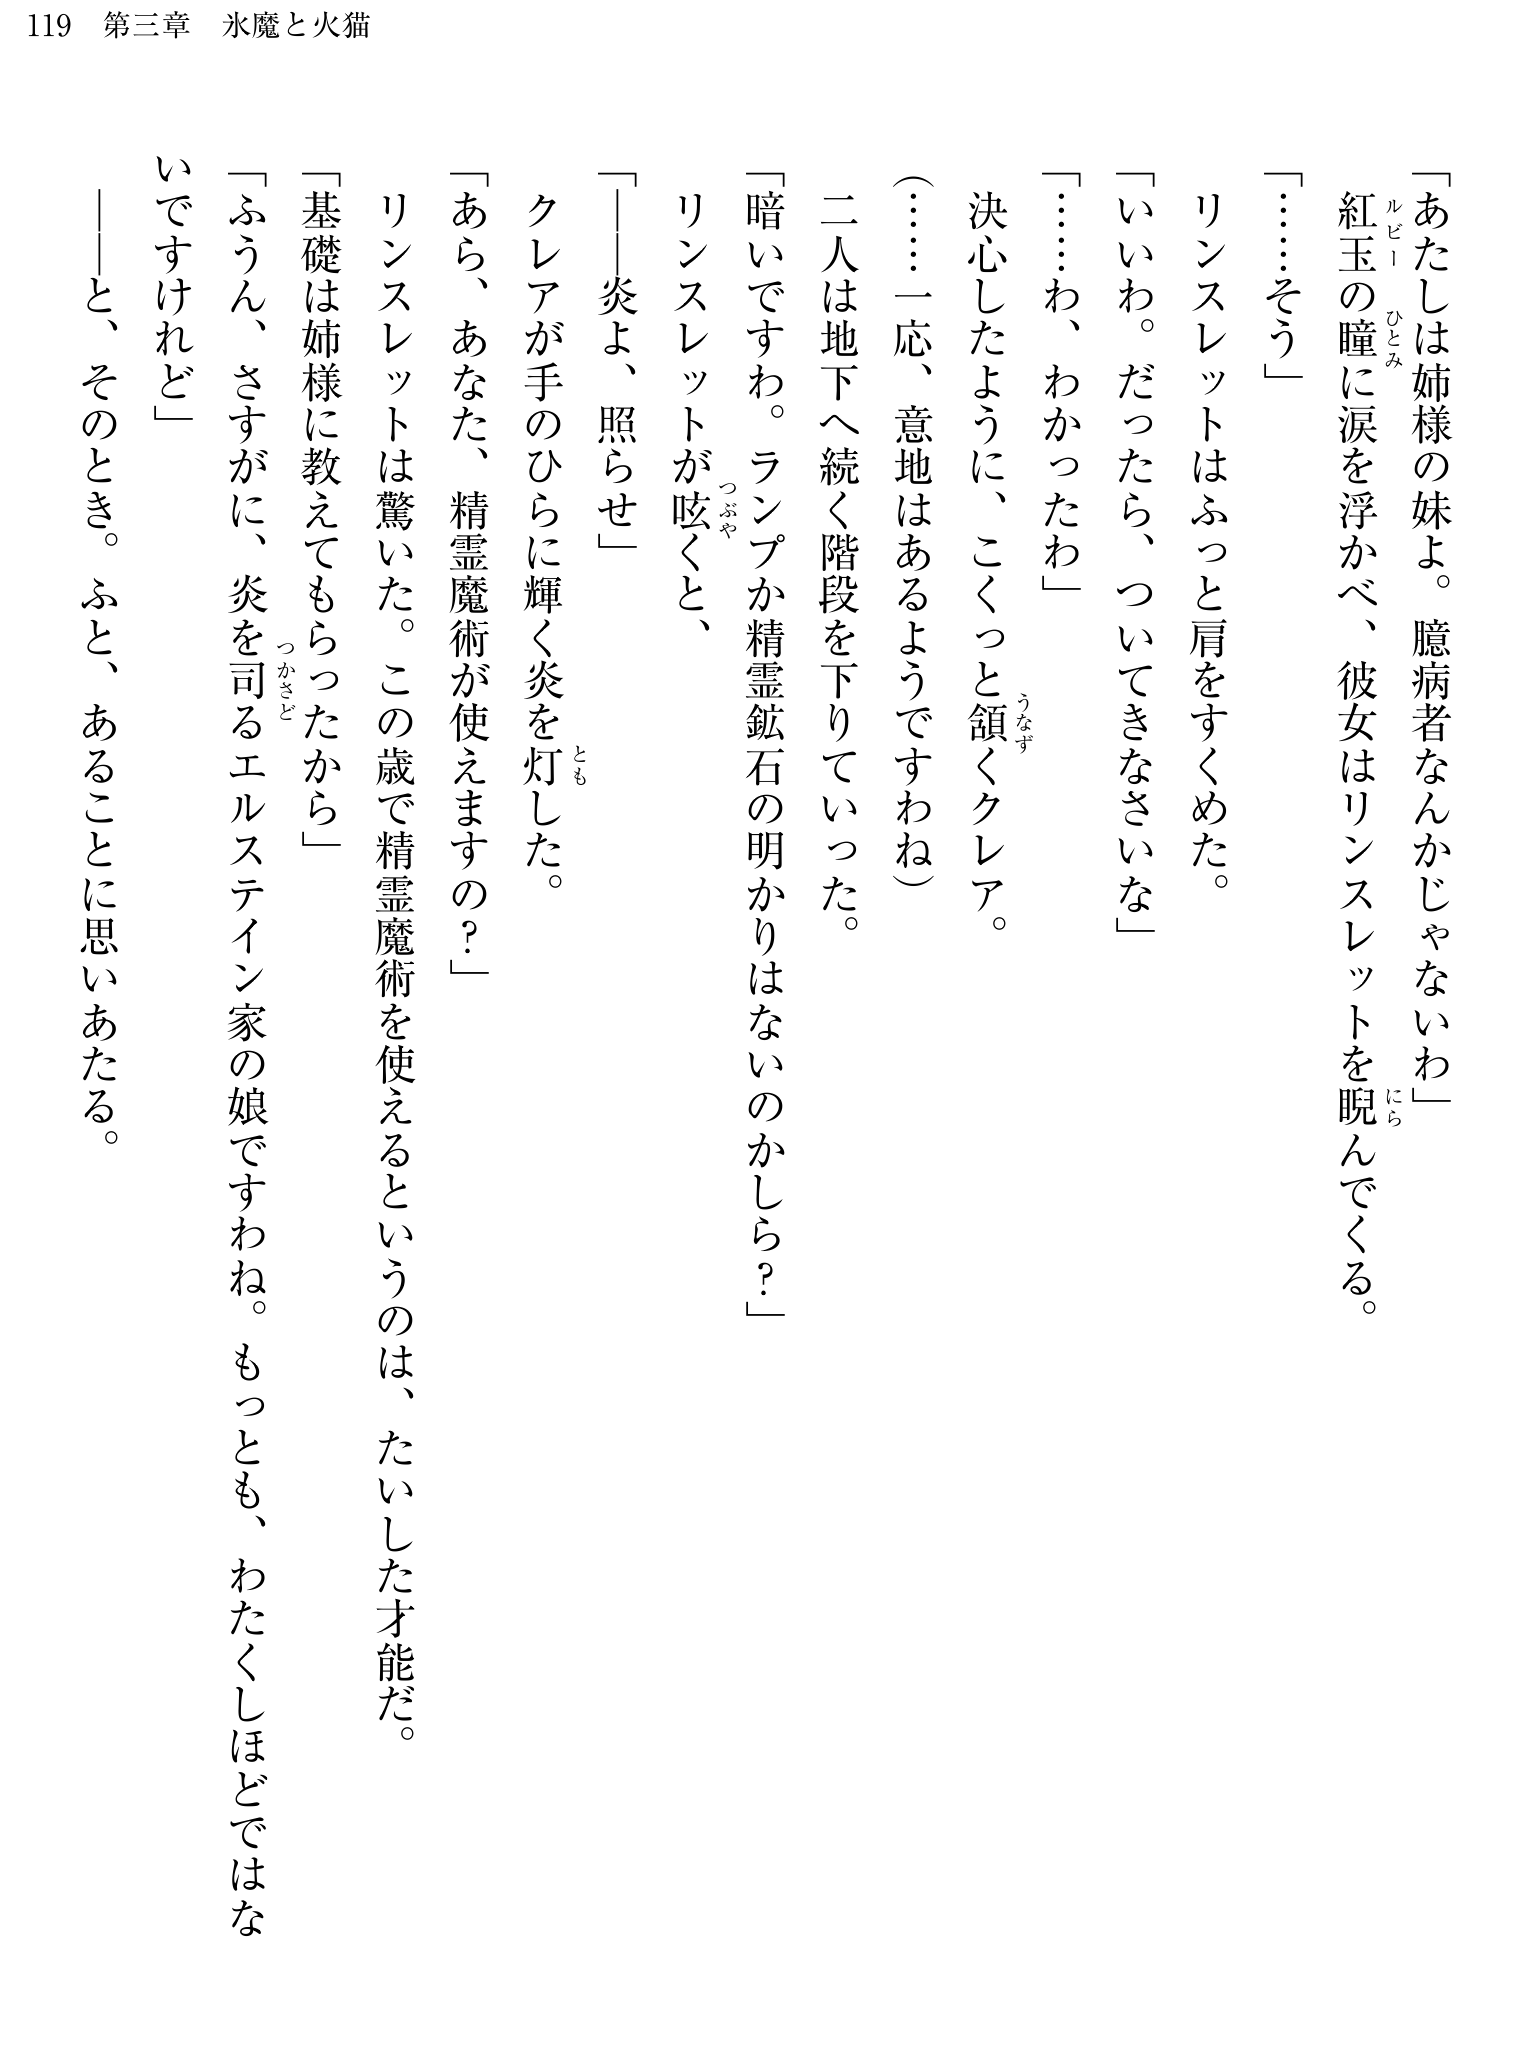 119　第三章　氷魔と火猫
「あたしは姉様の妹よ。臆病者なんかじゃないわ」
紅玉の瞳に涙を浮かべ、彼女はリンスレットを睨んでくる。
ルビー
ひとみ
にら
「……そう」
リンスレットはふっと肩をすくめた。
「いいわ。だったら、ついてきなさいな」
「……わ、わかったわ」
決心したように、こくっと頷くクレア。
うなず
（……一応、意地はあるようですわね）
二人は地下へ続く階段を下りていった。
「暗いですわ。ランプか精霊鉱石の明かりはないのかしら？」
リンスレットが呟くと、
つぶや
「――炎よ、照らせ」
クレアが手のひらに輝く炎を灯した。
とも
「あら、あなた、精霊魔術が使えますの？」
リンスレットは驚いた。この歳で精霊魔術を使えるというのは、たいした才能だ。
「基礎は姉様に教えてもらったから」
「ふうん、さすがに、炎を司るエルステイン家の娘ですわね。もっとも、わたくしほどではな
つかさど
いですけれど」
――と、そのとき。ふと、あることに思いあたる。